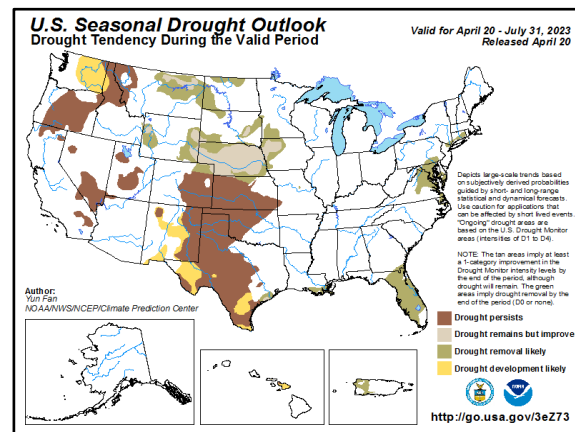 U.S. Seasonal Drought Outlook
Drought Tendency During the Valid Period
Valid for April 20 - July 31, 2023
Released April 20
Depicts large-scale trends based
on subjectively derived probabilities
guided by short- and long-range
statistical and dynamical forecasts.
Use caution for applications that
can be affected by short lived events.
"Ongoing" drought areas are
based on the U.S. Drought Monitor
areas (intensities of D1 to D4).
NOTE: The tan areas imply at least
a 1-category improvement in the
Drought Monitor intensity levels by
the end of the period, although
drought will remain. The green
areas imply drought removal by the
end of the period (D0 or none).
Author:
Yun Fan
NOAA/NWS/NCEP/Climate Prediction Center
Drought persists
Drought remains but improve
Drought removal likely
Drought development likely
http://go.usa.gov/3eZ73